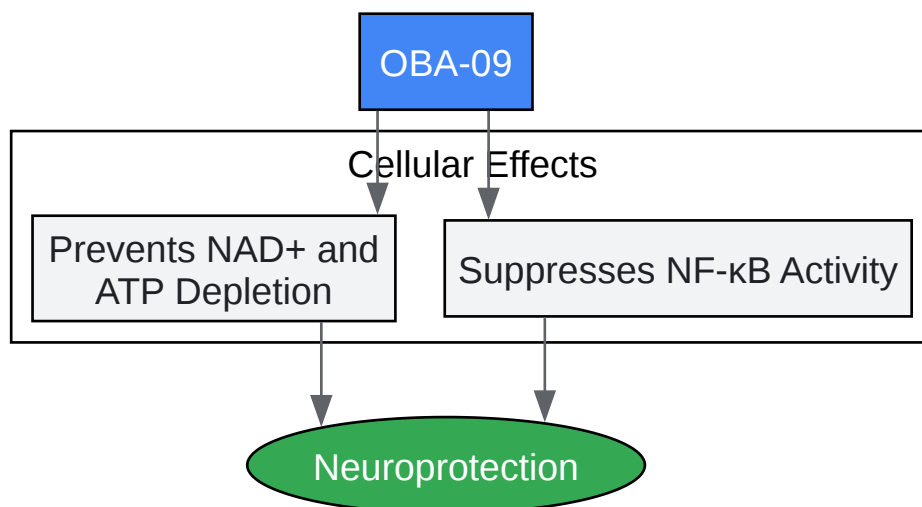 OBA-09
Cellular Effects
Prevents NAD+ and
ATP Depletion
Suppresses NF-κB Activity
Neuroprotection